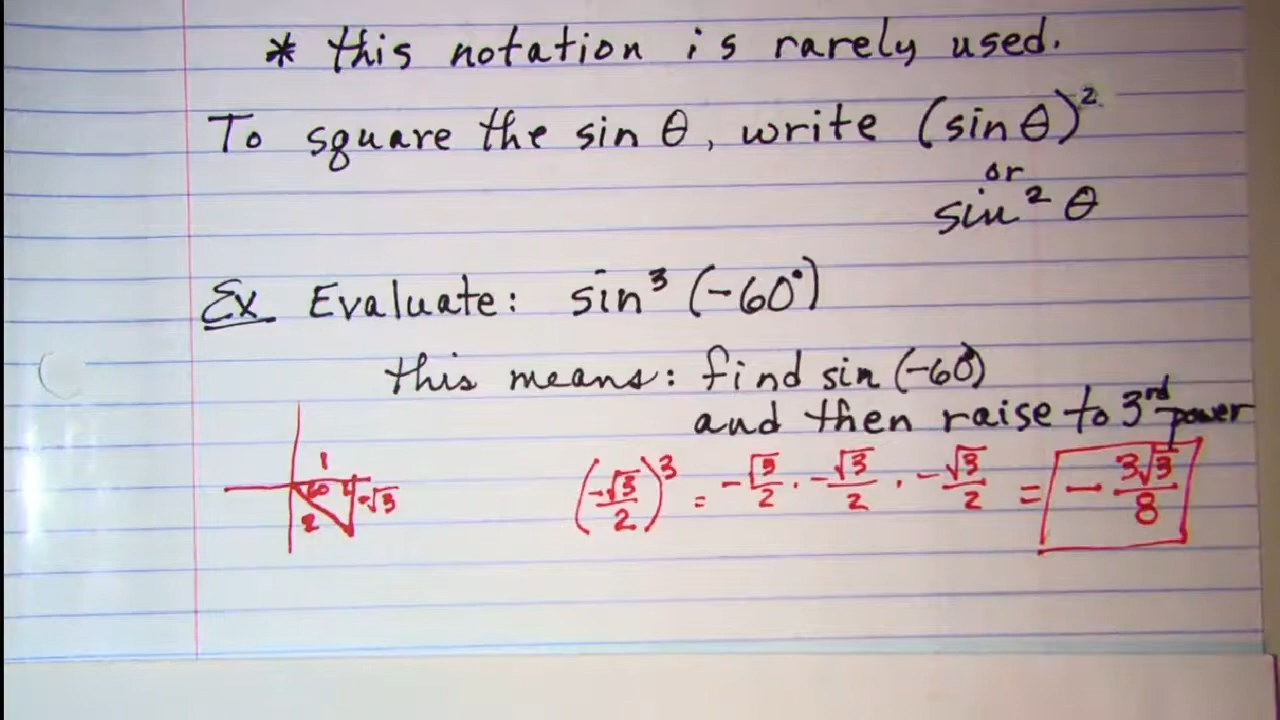 * this notation is rarely used.
To square the sin θ, write (sin θ)²
or
sin² θ
Ex Evaluate: sin³ (-60°)
this means: find sin (-60°)
and then raise to 3rd power
1
60
2
-√3
(-√3/2)³ = -√3/2 · -√3/2 · -√3/2 = -3√3/8